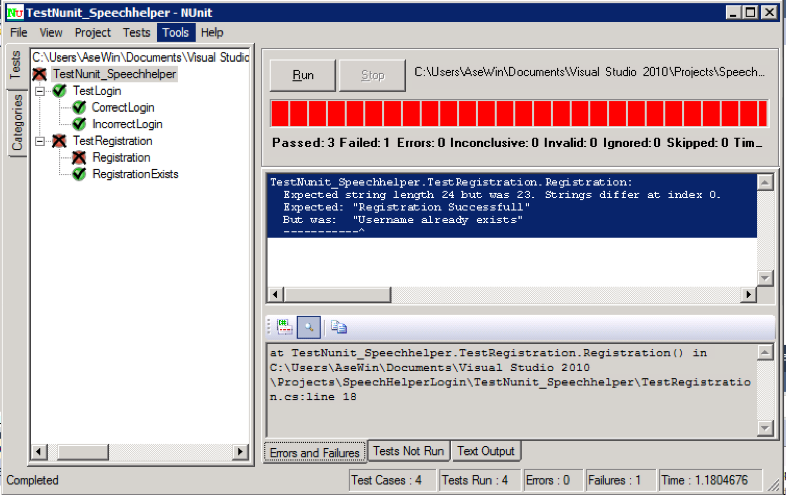 Nu TestNunit_Speechhelper - NUnit
File View Project Tests Tools Help
Tests
Categories
C:\Users\AseWin\Documents\Visual Studio
TestNunit_Speechhelper
TestLogin
CorrectLogin
IncorrectLogin
TestRegistration
Registration
RegistrationExists
Run
Stop
C:\Users\AseWin\Documents\Visual Studio 2010\Projects\Speech...
Passed: 3 Failed: 1 Errors: 0 Inconclusive: 0 Invalid: 0 Ignored: 0 Skipped: 0 Tim...
TestNunit_Speechhelper.TestRegistration.Registration:
Expected string length 24 but was 23. Strings differ at index 0.
Expected: "Registration Successfull"
But was:  "Username already exists"
-----------^
at TestNunit_Speechhelper.TestRegistration.Registration() in
C:\Users\AseWin\Documents\Visual Studio 2010
\Projects\SpeechHelperLogin\TestNunit_Speechhelper\TestRegistratio
n.cs:line 18
Errors and Failures
Tests Not Run
Text Output
Completed
Test Cases : 4
Tests Run : 4
Errors : 0
Failures : 1
Time : 1.1804676